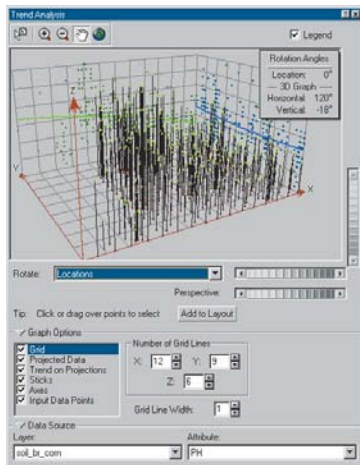 Trend Analysis
Legend
Rotation Angles
Location: 0°
3D Graph
Horizontal 120°
Vertical -18°
Z
Y
X
Rotate: Locations
Perspective:
Tip: Click or drag over points to select Add to Layout
Graph Options
Grid
Projected Data
Trend on Projections
Sticks
Axes
Input Data Points
Number of Grid Lines
X: 12 Y: 9
Z: 6
Grid Line Width: 1
Data Source
Layer: Attribute:
soil_br_com PH